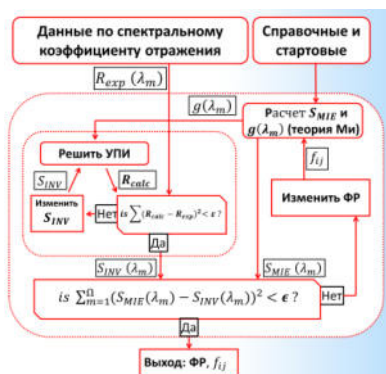 Данные по спектральному
коэффициенту отражения
Справочные и
стартовые
R_exp (λ_m)
g(λ_m)
Расчет S_MIE и
g(λ_m) (теория Ми)
Решить УПИ
S_INV
R_calc
f_ij
Изменить
S_INV
Нет
is ∑(R_calc − R_exp)² < ε ?
Изменить ФР
Да
S_INV (λ_m)
S_MIE (λ_m)
is ∑_{m=1}^{Ω}(S_MIE(λ_m) − S_INV(λ_m))² < ϵ ?
Нет
Да
Выход: ФР, f_ij